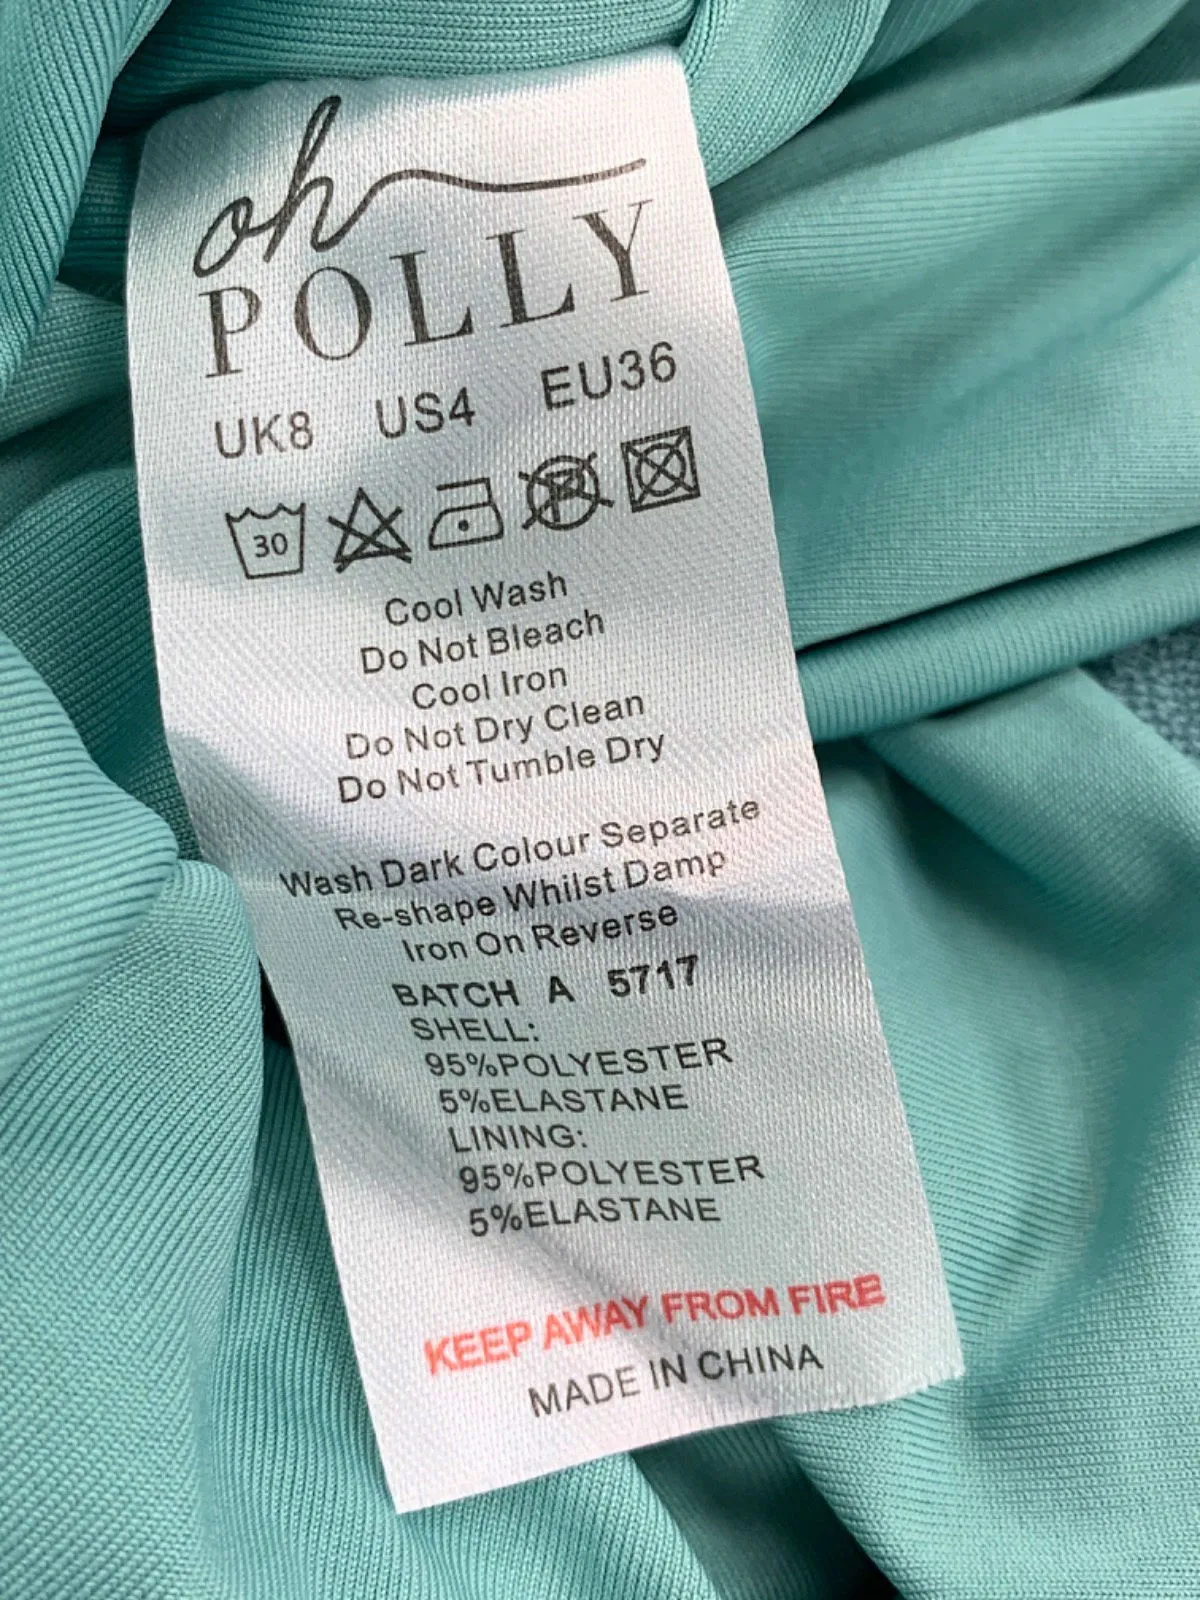 oh
POLLY
UK8 US4 EU36
30 P
Cool Wash
Do Not Bleach
Cool Iron
Do Not Dry Clean
Do Not Tumble Dry
Wash Dark Colour Separate
Re-shape Whilst Damp
Iron On Reverse
BATCH A 5717
SHELL:
95%POLYESTER
5%ELASTANE
LINING:
95%POLYESTER
5%ELASTANE
KEEP AWAY FROM FIRE
MADE IN CHINA